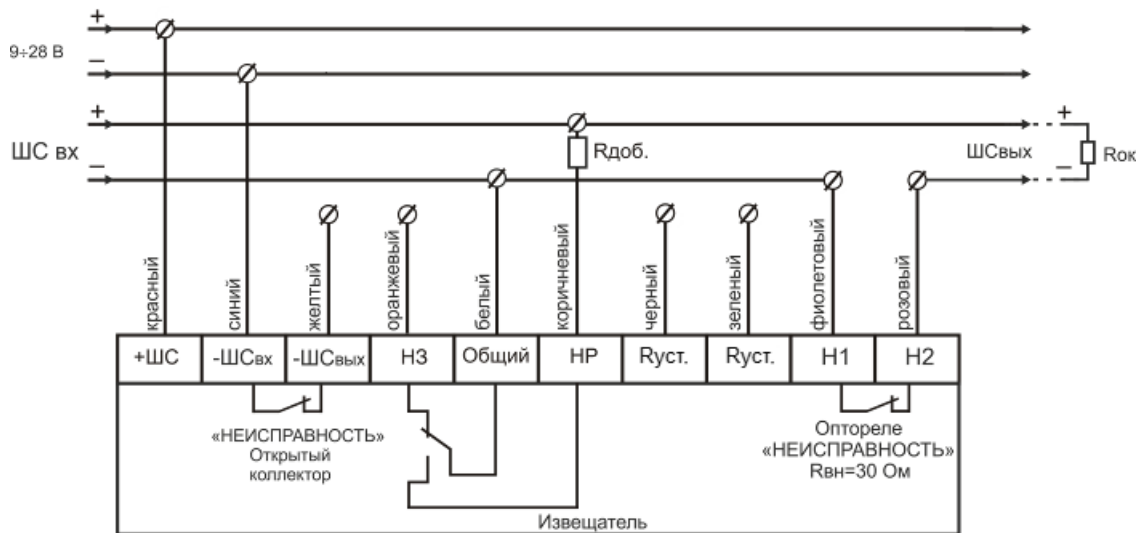 +
9÷28 В
–
+
ШС вх
–
Rдоб.
ШСвых
+
–
Rок
красный
синий
желтый
оранжевый
белый
коричневый
черный
зеленый
фиолетовый
розовый
+ШС
-ШСвх
-ШСвых
НЗ
Общий
НР
Rуст.
Rуст.
Н1
Н2
«НЕИСПРАВНОСТЬ»
Открытый
коллектор
Оптореле
«НЕИСПРАВНОСТЬ»
Rвн=30 Ом
Извещатель